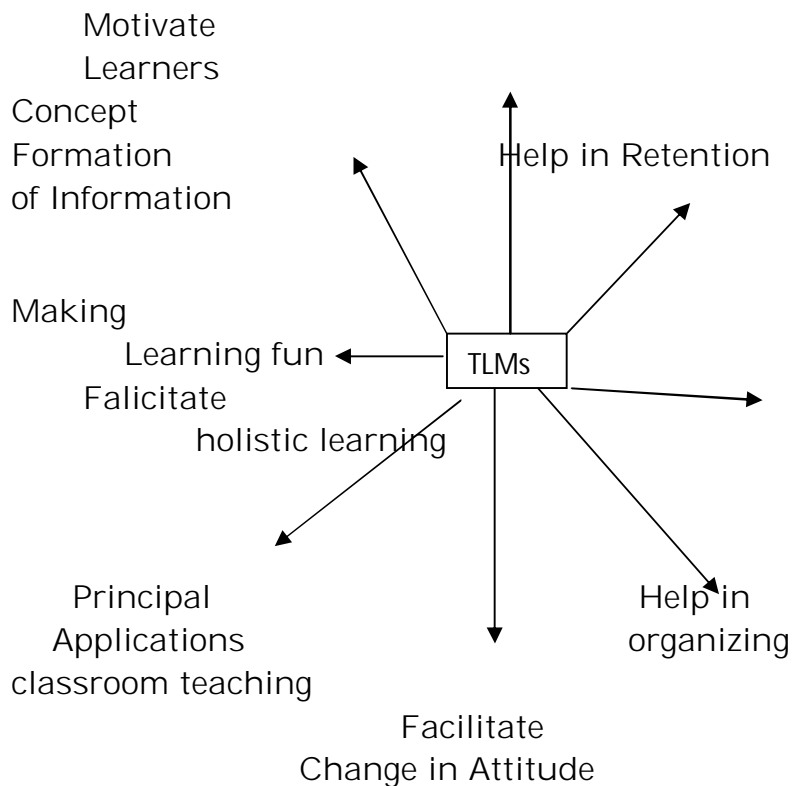 Motivate
Learners
Concept
Formation
of Information
Help in Retention
Making
Learning fun
TLMs
Falicitate
holistic learning
Principal
Applications
classroom teaching
Help in
organizing
Facilitate
Change in Attitude